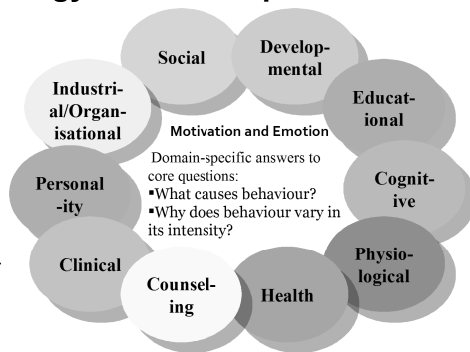 Social
Develop-
mental
Industri-
al/Organ-
isational
Educat-
ional
Motivation and Emotion
Domain-specific answers to
core questions:
▪What causes behaviour?
▪Why does behaviour vary in
its intensity?
Personal
-ity
Cognit-
ive
Clinical
Physio-
logical
Counsel-
ing
Health